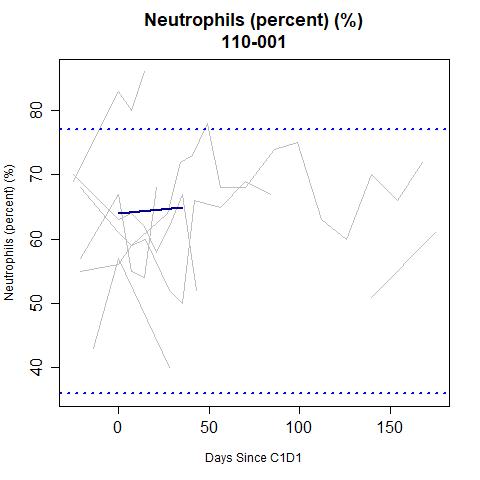 Neutrophils (percent) (%)
110-001
Neutrophils (percent) (%)
80
70
60
50
40
0 50 100 150
Days Since C1D1